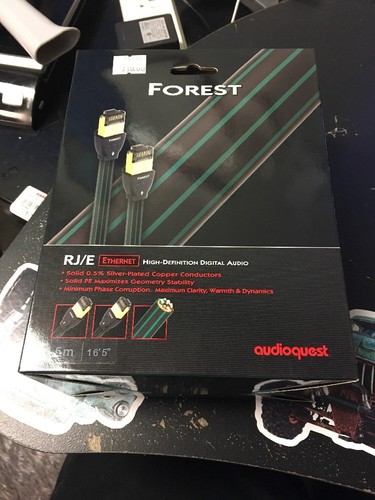 FOREST
RJ/E ETHERNET HIGH-DEFINITION DIGITAL AUDIO
• Solid 0.5% Silver-Plated Copper Conductors
• Solid PE Maximizes Geometry Stability
• Minimum Phase Corruption. Maximum Clarity, Warmth & Dynamics
5m 16'5"
audioquest